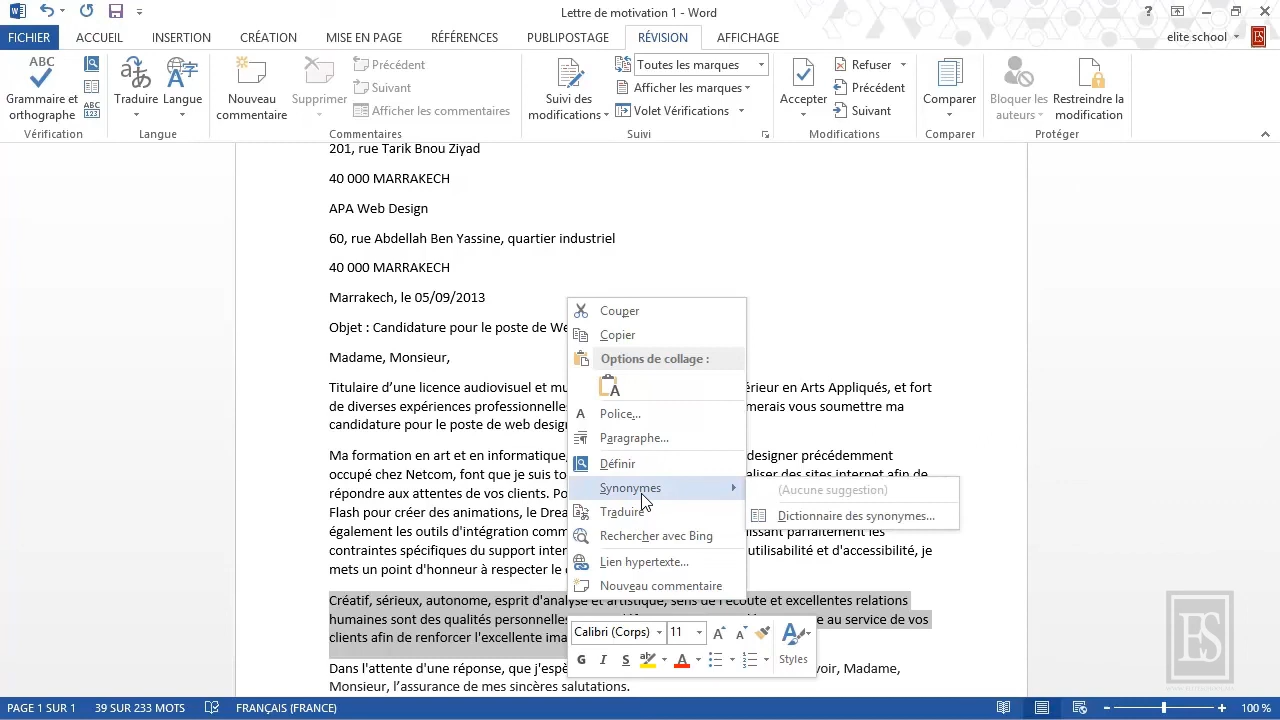 Lettre de motivation 1 - Word
FICHIER ACCUEIL INSERTION CRÉATION MISE EN PAGE RÉFÉRENCES PUBLIPOSTAGE RÉVISION AFFICHAGE elite school
ABC
Grammaire et
orthographe
ABC
123
Vérification
Traduire Langue
Langue
Nouveau
commentaire
Supprimer
Précédent
Suivant
Afficher les commentaires
Commentaires
Suivi des
modifications
Toutes les marques
Afficher les marques
Volet Vérifications
Suivi
Accepter
Refuser
Précédent
Suivant
Modifications
Comparer
Comparer
Bloquer les
auteurs
Restreindre la
modification
Protéger
201, rue Tarik Bnou Ziyad
40 000 MARRAKECH
APA Web Design
60, rue Abdellah Ben Yassine, quartier industriel
40 000 MARRAKECH
Marrakech, le 05/09/2013
Objet : Candidature pour le poste de We
Madame, Monsieur,
Titulaire d’une licence audiovisuel et mu érieur en Arts Appliqués, et fort
de diverses expériences professionnelle merais vous soumettre ma
candidature pour le poste de web desig
Ma formation en art et en informatique, designer précédemment
occupé chez Netcom, font que je suis to aliser des sites internet afin de
répondre aux attentes de vos clients. Po
Flash pour créer des animations, le Drea
également les outils d'intégration comm issant parfaitement les
contraintes spécifiques du support inter utilisabilité et d'accessibilité, je
mets un point d'honneur à respecter le
Créatif, sérieux, autonome, esprit d'analyse et artistique, sens de l'écoute et excellentes relations
humaines sont des qualités personnelles e au service de vos
clients afin de renforcer l'excellente ima
Dans l'attente d'une réponse, que j'espè voir, Madame,
Monsieur, l’assurance de mes sincères salutations.
Couper
Copier
Options de collage :
A
Police...
Paragraphe...
Définir
Synonymes
Traduire
Rechercher avec Bing
Lien hypertexte...
Nouveau commentaire
(Aucune suggestion)
Dictionnaire des synonymes...
Calibri (Corps) 11
G I S Styles
ES
PAGE 1 SUR 1 39 SUR 233 MOTS FRANÇAIS (FRANCE) 100 %